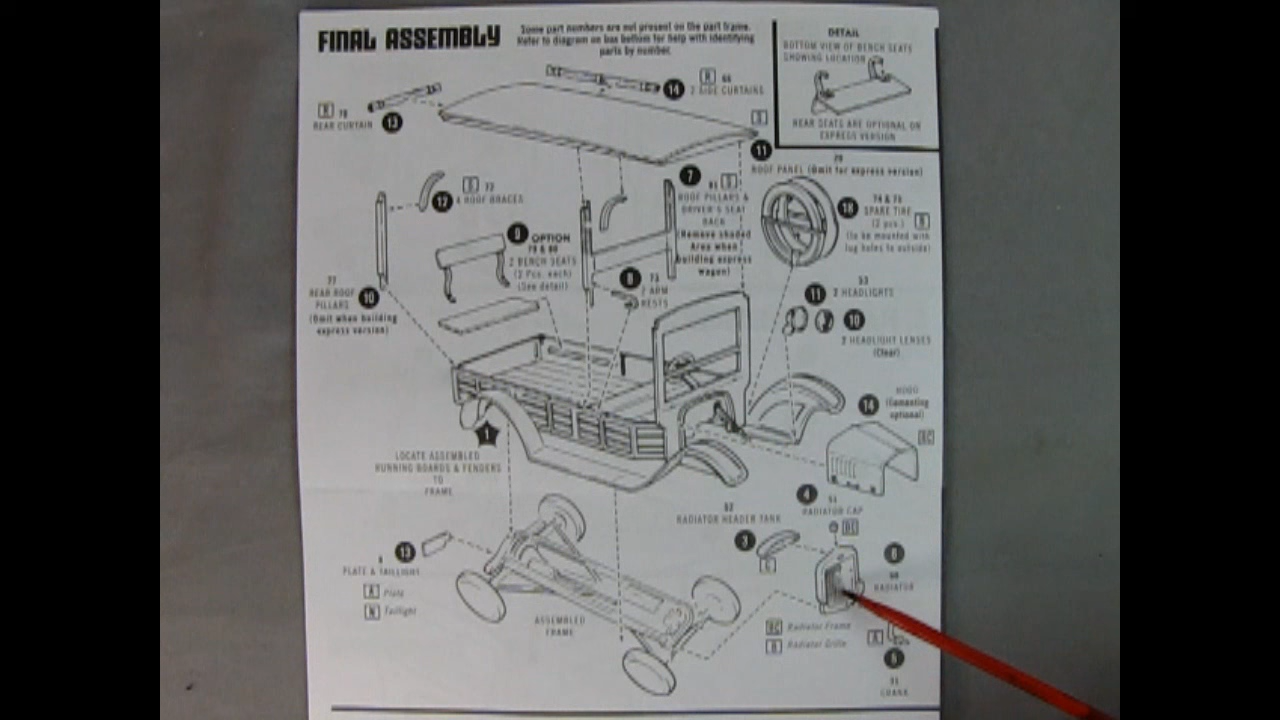 FINAL ASSEMBLY
Some part numbers are not present on the part frame.
Refer to diagram on box bottom for help with identifying
parts by number.
DETAIL
BOTTOM VIEW OF BENCH SEATS
SHOWING LOCATION
REAR SEATS ARE OPTIONAL ON
EXPRESS VERSION
14
2 SIDE CURTAINS
REAR CURTAIN
13
11
ROOF PANEL (Omit for express version)
12
4 ROOF BRACES
7
ROOF PILLARS &
DRIVER'S SEAT
BACK
(Remove shaded
Area when
building express
wagon)
18
74 & 75
SPARE TIRE
(2 pcs.)
(to be mounted with
lug holes to outside)
9
OPTION
79 & 80
2 BENCH SEATS
(2 Pcs. each)
(See detail)
8
73
2 ARM
RESTS
77
REAR ROOF
PILLARS
10
(Omit when building
express version)
11
53
2 HEADLIGHTS
10
2 HEADLIGHT LENSES
(Clear)
14
HOOD
(Cementing
optional)
BC
1
LOCATE ASSEMBLED
RUNNING BOARDS & FENDERS
TO
FRAME
4
51
RADIATOR CAP
BC
52
RADIATOR HEADER TANK
3
RADIATOR
13
PLATE & TAILLIGHT
A Plate
N Taillight
ASSEMBLED
FRAME
BC Radiator Frame
Radiator Grille
A
31
CRANK